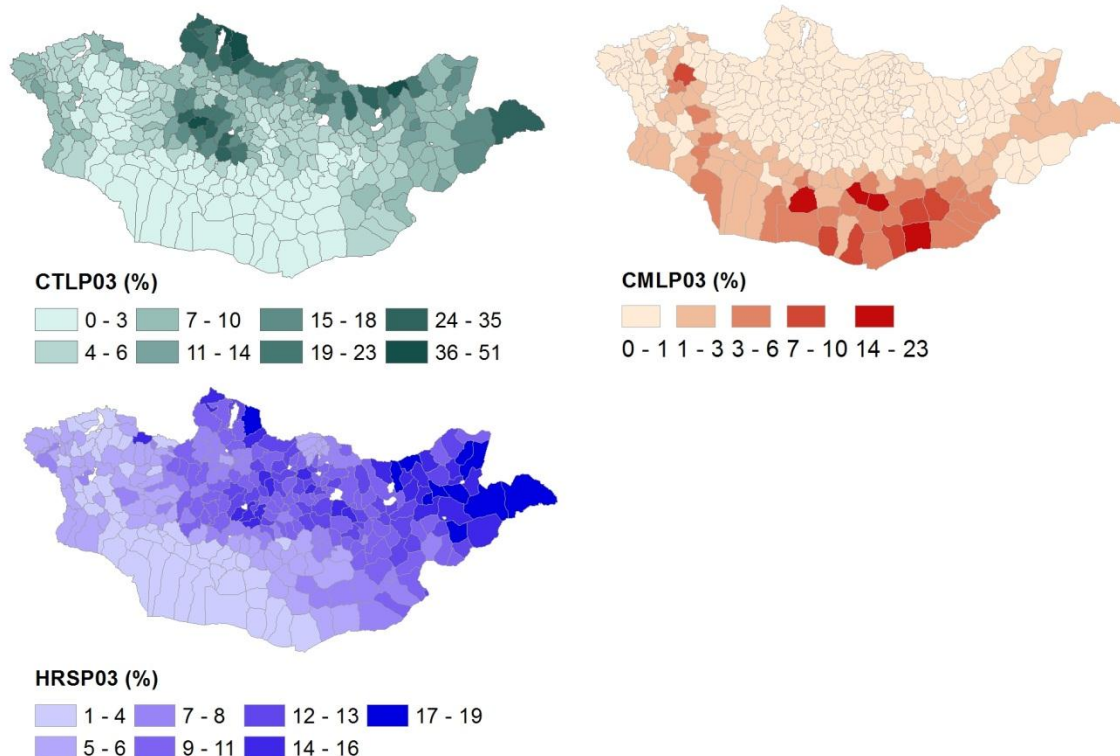 CTLP03 (%)
0 - 3 7 - 10 15 - 18 24 - 35
4 - 6 11 - 14 19 - 23 36 - 51
CMLP03 (%)
0 - 1 1 - 3 3 - 6 7 - 10 14 - 23
HRSP03 (%)
1 - 4 7 - 8 12 - 13 17 - 19
5 - 6 9 - 11 14 - 16